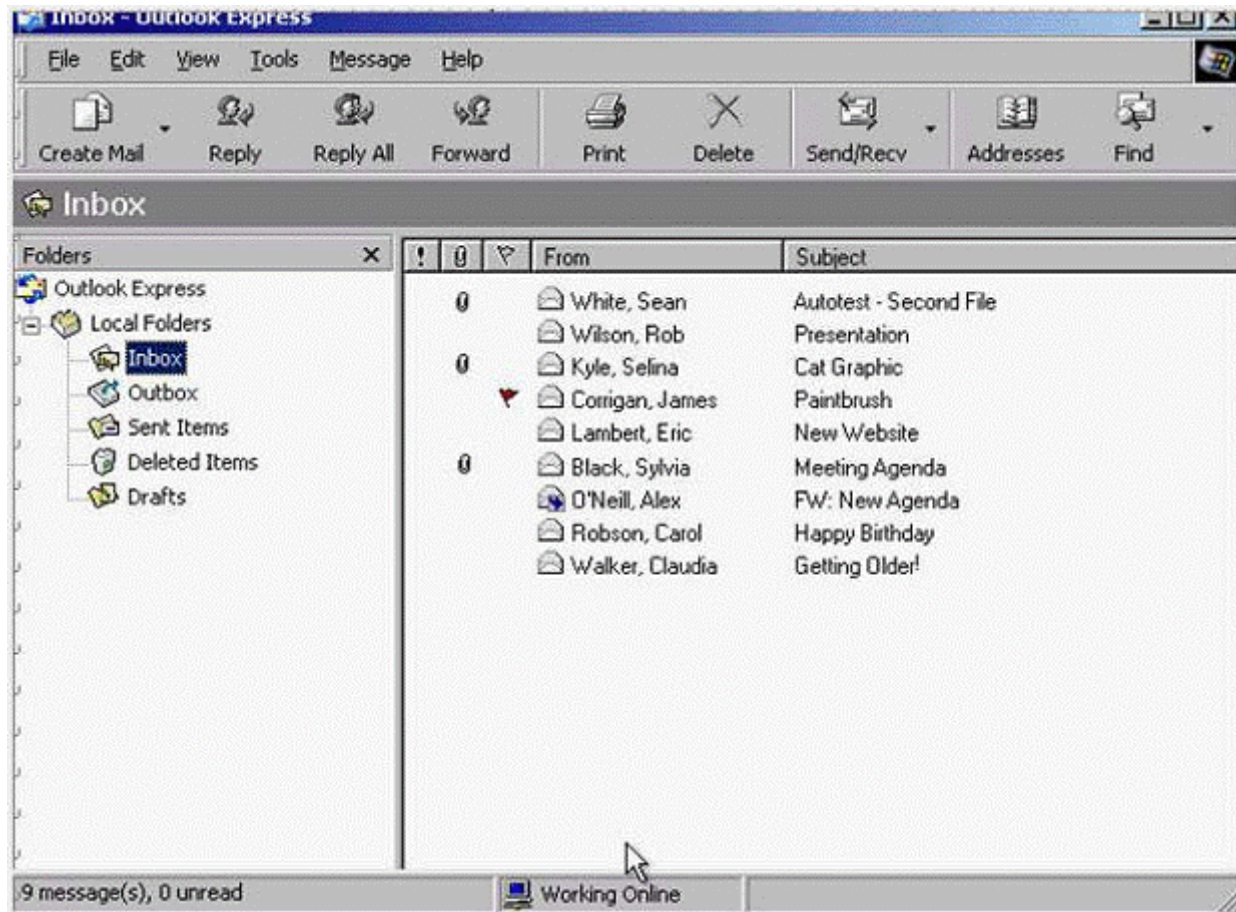 Inbox - Outlook Express
File Edit View Tools Message Help
Create Mail Reply Reply All Forward Print Delete Send/Recv Addresses Find
Inbox
Folders
! From Subject
Outlook Express
Local Folders
Inbox
Outbox
Sent Items
Deleted Items
Drafts
White, Sean Autotest - Second File
Wilson, Rob Presentation
Kyle, Selina Cat Graphic
Corrigan, James Paintbrush
Lambert, Eric New Website
Black, Sylvia Meeting Agenda
O'Neill, Alex FW: New Agenda
Robson, Carol Happy Birthday
Walker, Claudia Getting Older!
9 message(s), 0 unread
Working Online